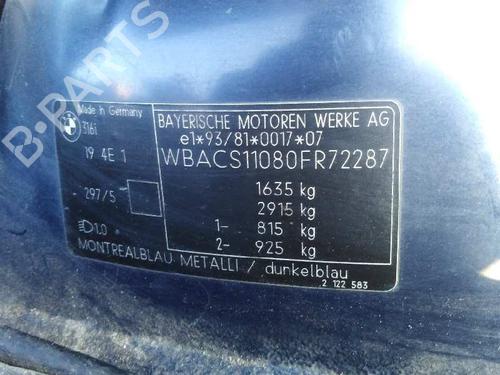 B-PARTS
Made in Germany
316i
19 4E 1
297/5
1.0
BAYERISCHE MOTOREN WERKE AG
e1*93/81*0017*07
WBACS11080FR72287
1635 kg
2915 kg
1- 815 kg
2- 925 kg
MONTREALBLAU METALLI / dunkelblau
2 122 583